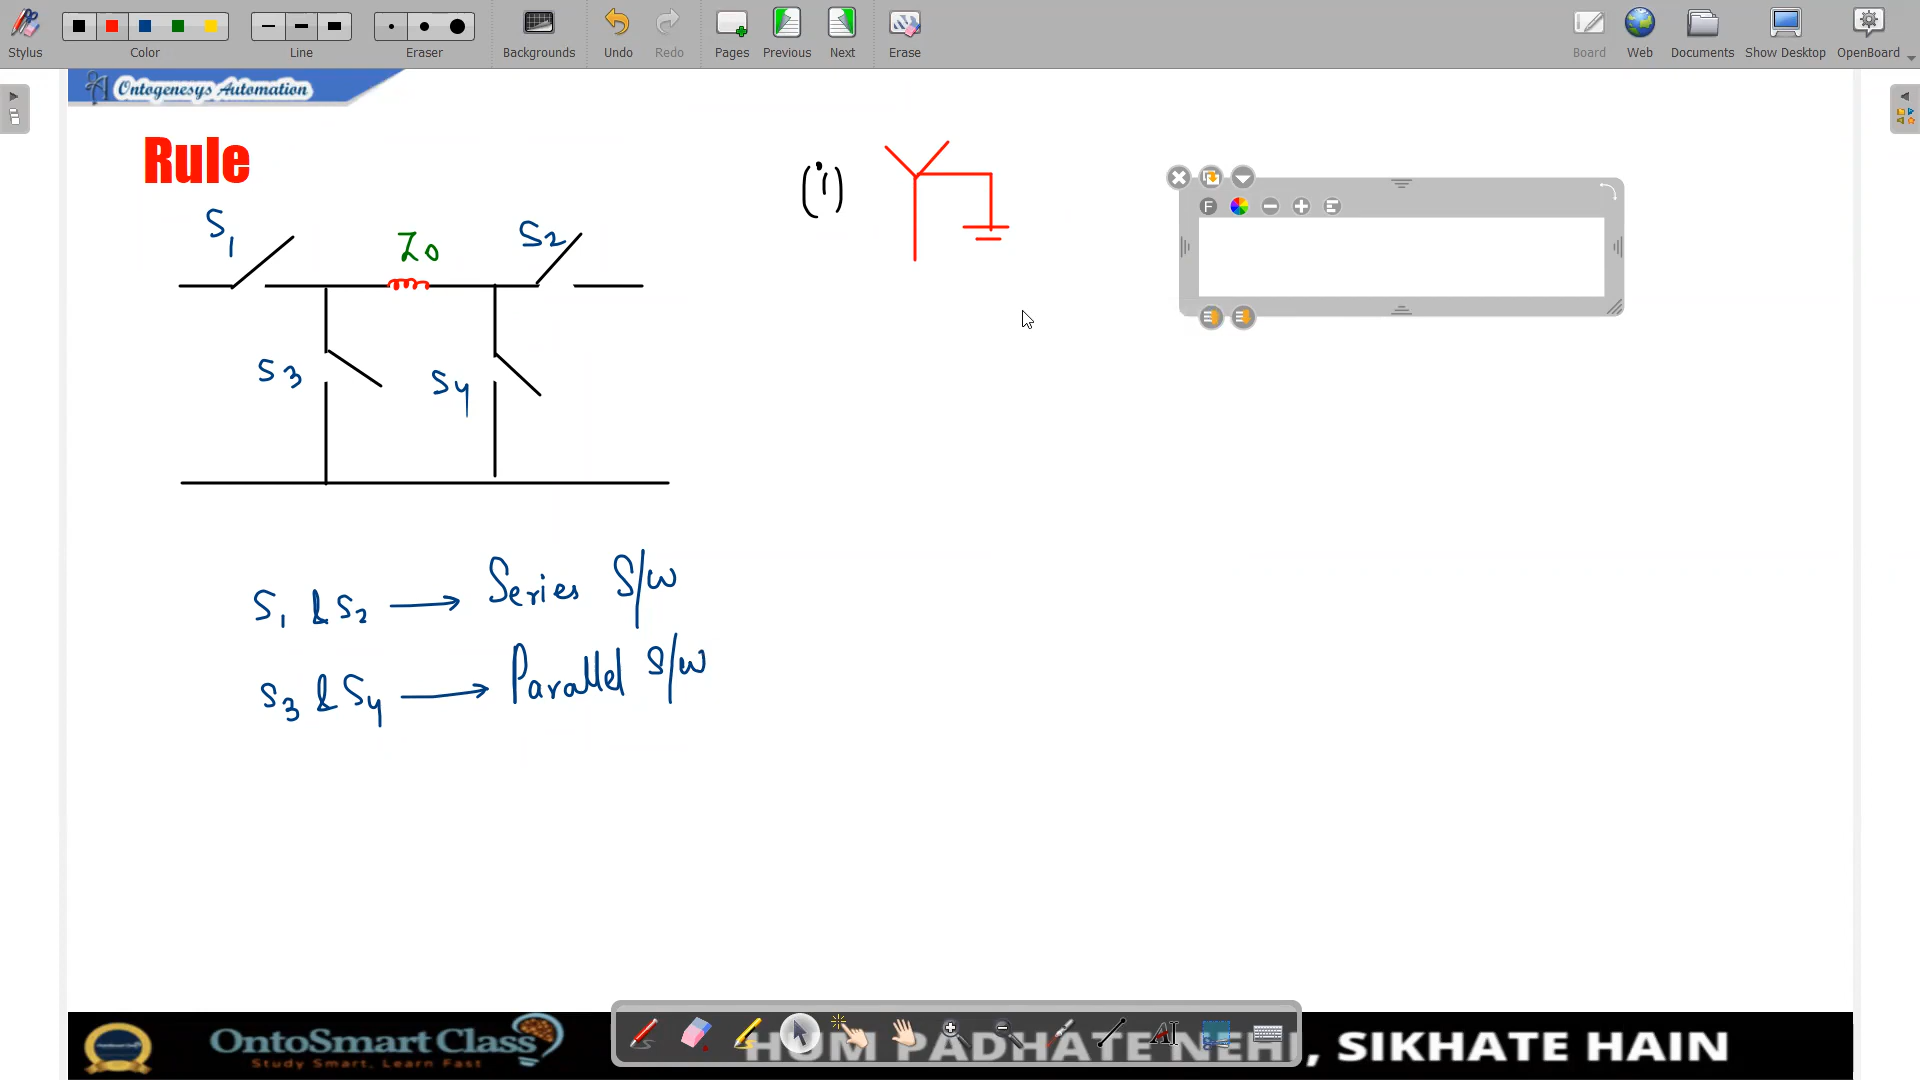 Stylus Color Line Eraser Backgrounds Undo Redo Pages Previous Next Erase Board Web Documents Show Desktop OpenBoard
Ontogenesys Automation
Rule
(i)
S1 Z0 S2
S3 S4
S1 & S2 → Series S/W
S3 & S4 → Parallel S/W
F
OntoSmart Class
Study Smart, Learn Fast
HUM PADHATE NEHI, SIKHATE HAIN